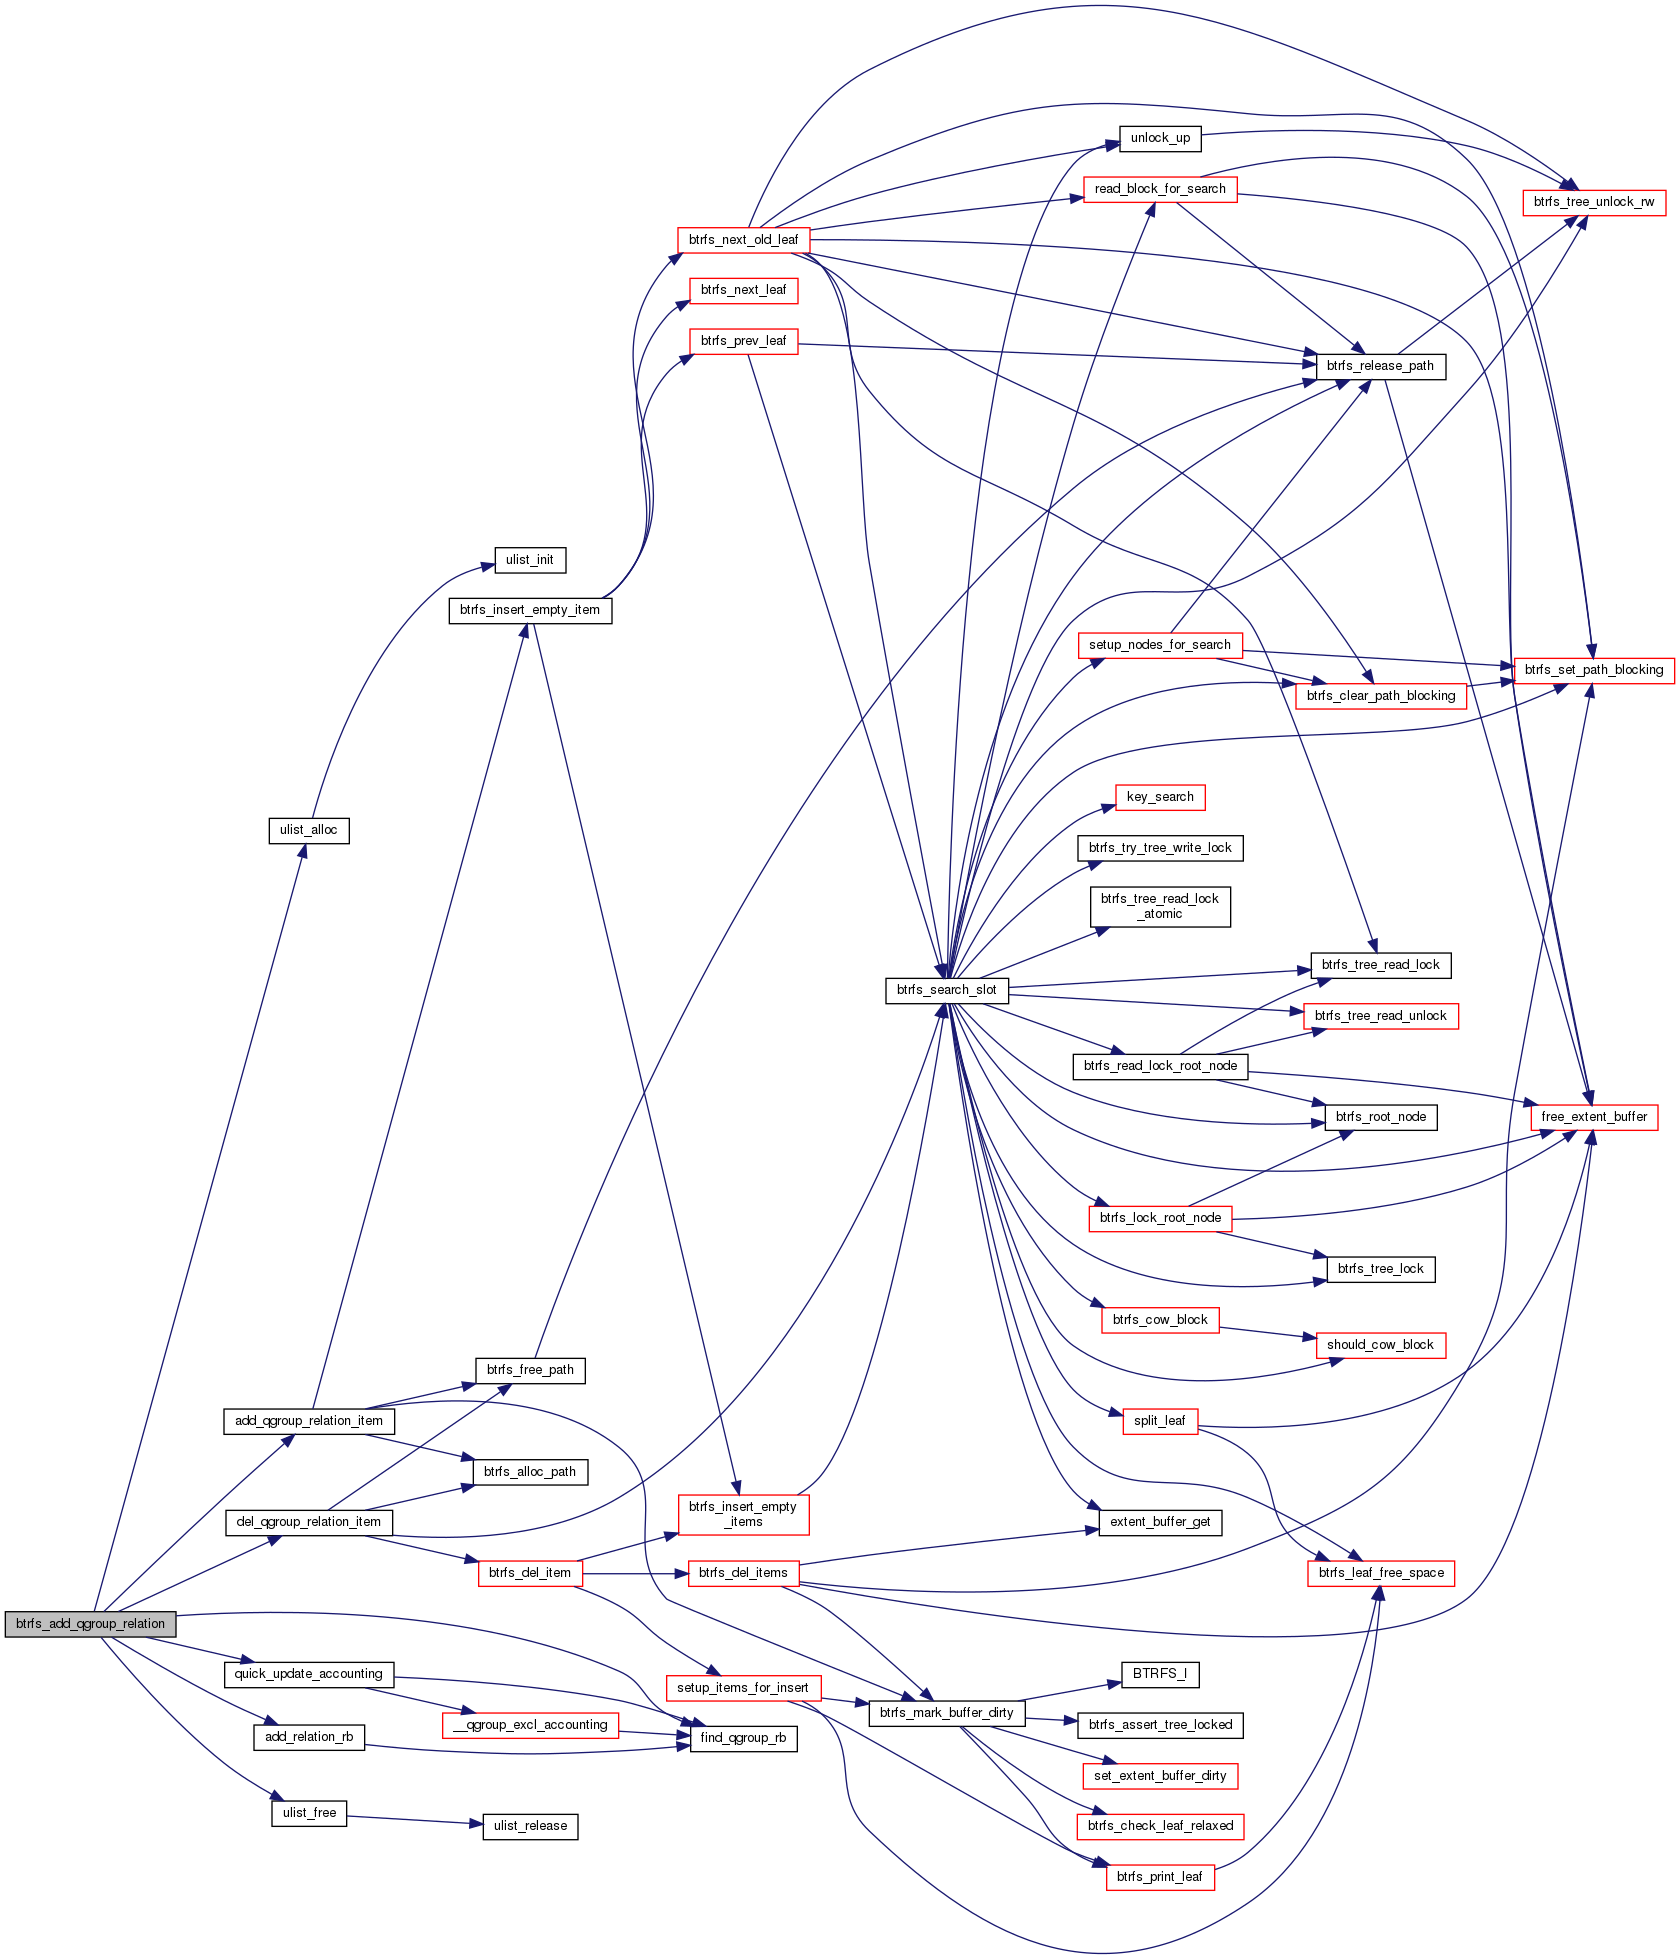 unlock_up
read_block_for_search
btrfs_tree_unlock_rw
btrfs_next_old_leaf
btrfs_next_leaf
btrfs_prev_leaf
btrfs_release_path
ulist_init
btrfs_insert_empty_item
setup_nodes_for_search
btrfs_set_path_blocking
btrfs_clear_path_blocking
key_search
ulist_alloc
btrfs_try_tree_write_lock
btrfs_tree_read_lock
_atomic
btrfs_tree_read_lock
btrfs_search_slot
btrfs_tree_read_unlock
btrfs_read_lock_root_node
btrfs_root_node
free_extent_buffer
btrfs_lock_root_node
btrfs_tree_lock
btrfs_cow_block
should_cow_block
btrfs_free_path
add_qgroup_relation_item
split_leaf
btrfs_alloc_path
btrfs_insert_empty
_items
del_qgroup_relation_item
extent_buffer_get
btrfs_del_item
btrfs_del_items
btrfs_leaf_free_space
btrfs_add_qgroup_relation
quick_update_accounting
BTRFS_I
setup_items_for_insert
btrfs_mark_buffer_dirty
__qgroup_excl_accounting
btrfs_assert_tree_locked
add_relation_rb
find_qgroup_rb
set_extent_buffer_dirty
ulist_free
ulist_release
btrfs_check_leaf_relaxed
btrfs_print_leaf